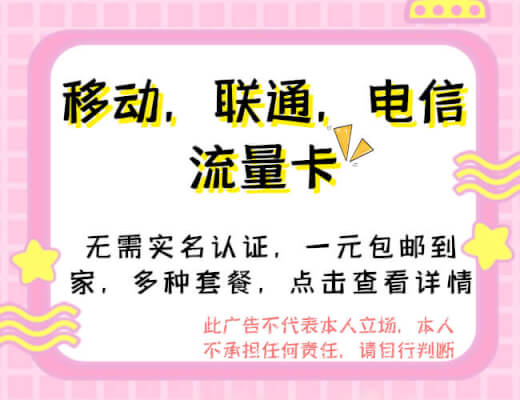 移动，联通，电信
流量卡
无需实名认证，一元包邮到
家，多种套餐，点击查看详情
此广告不代表本人立场，本人
不承担任何责任，请自行判断